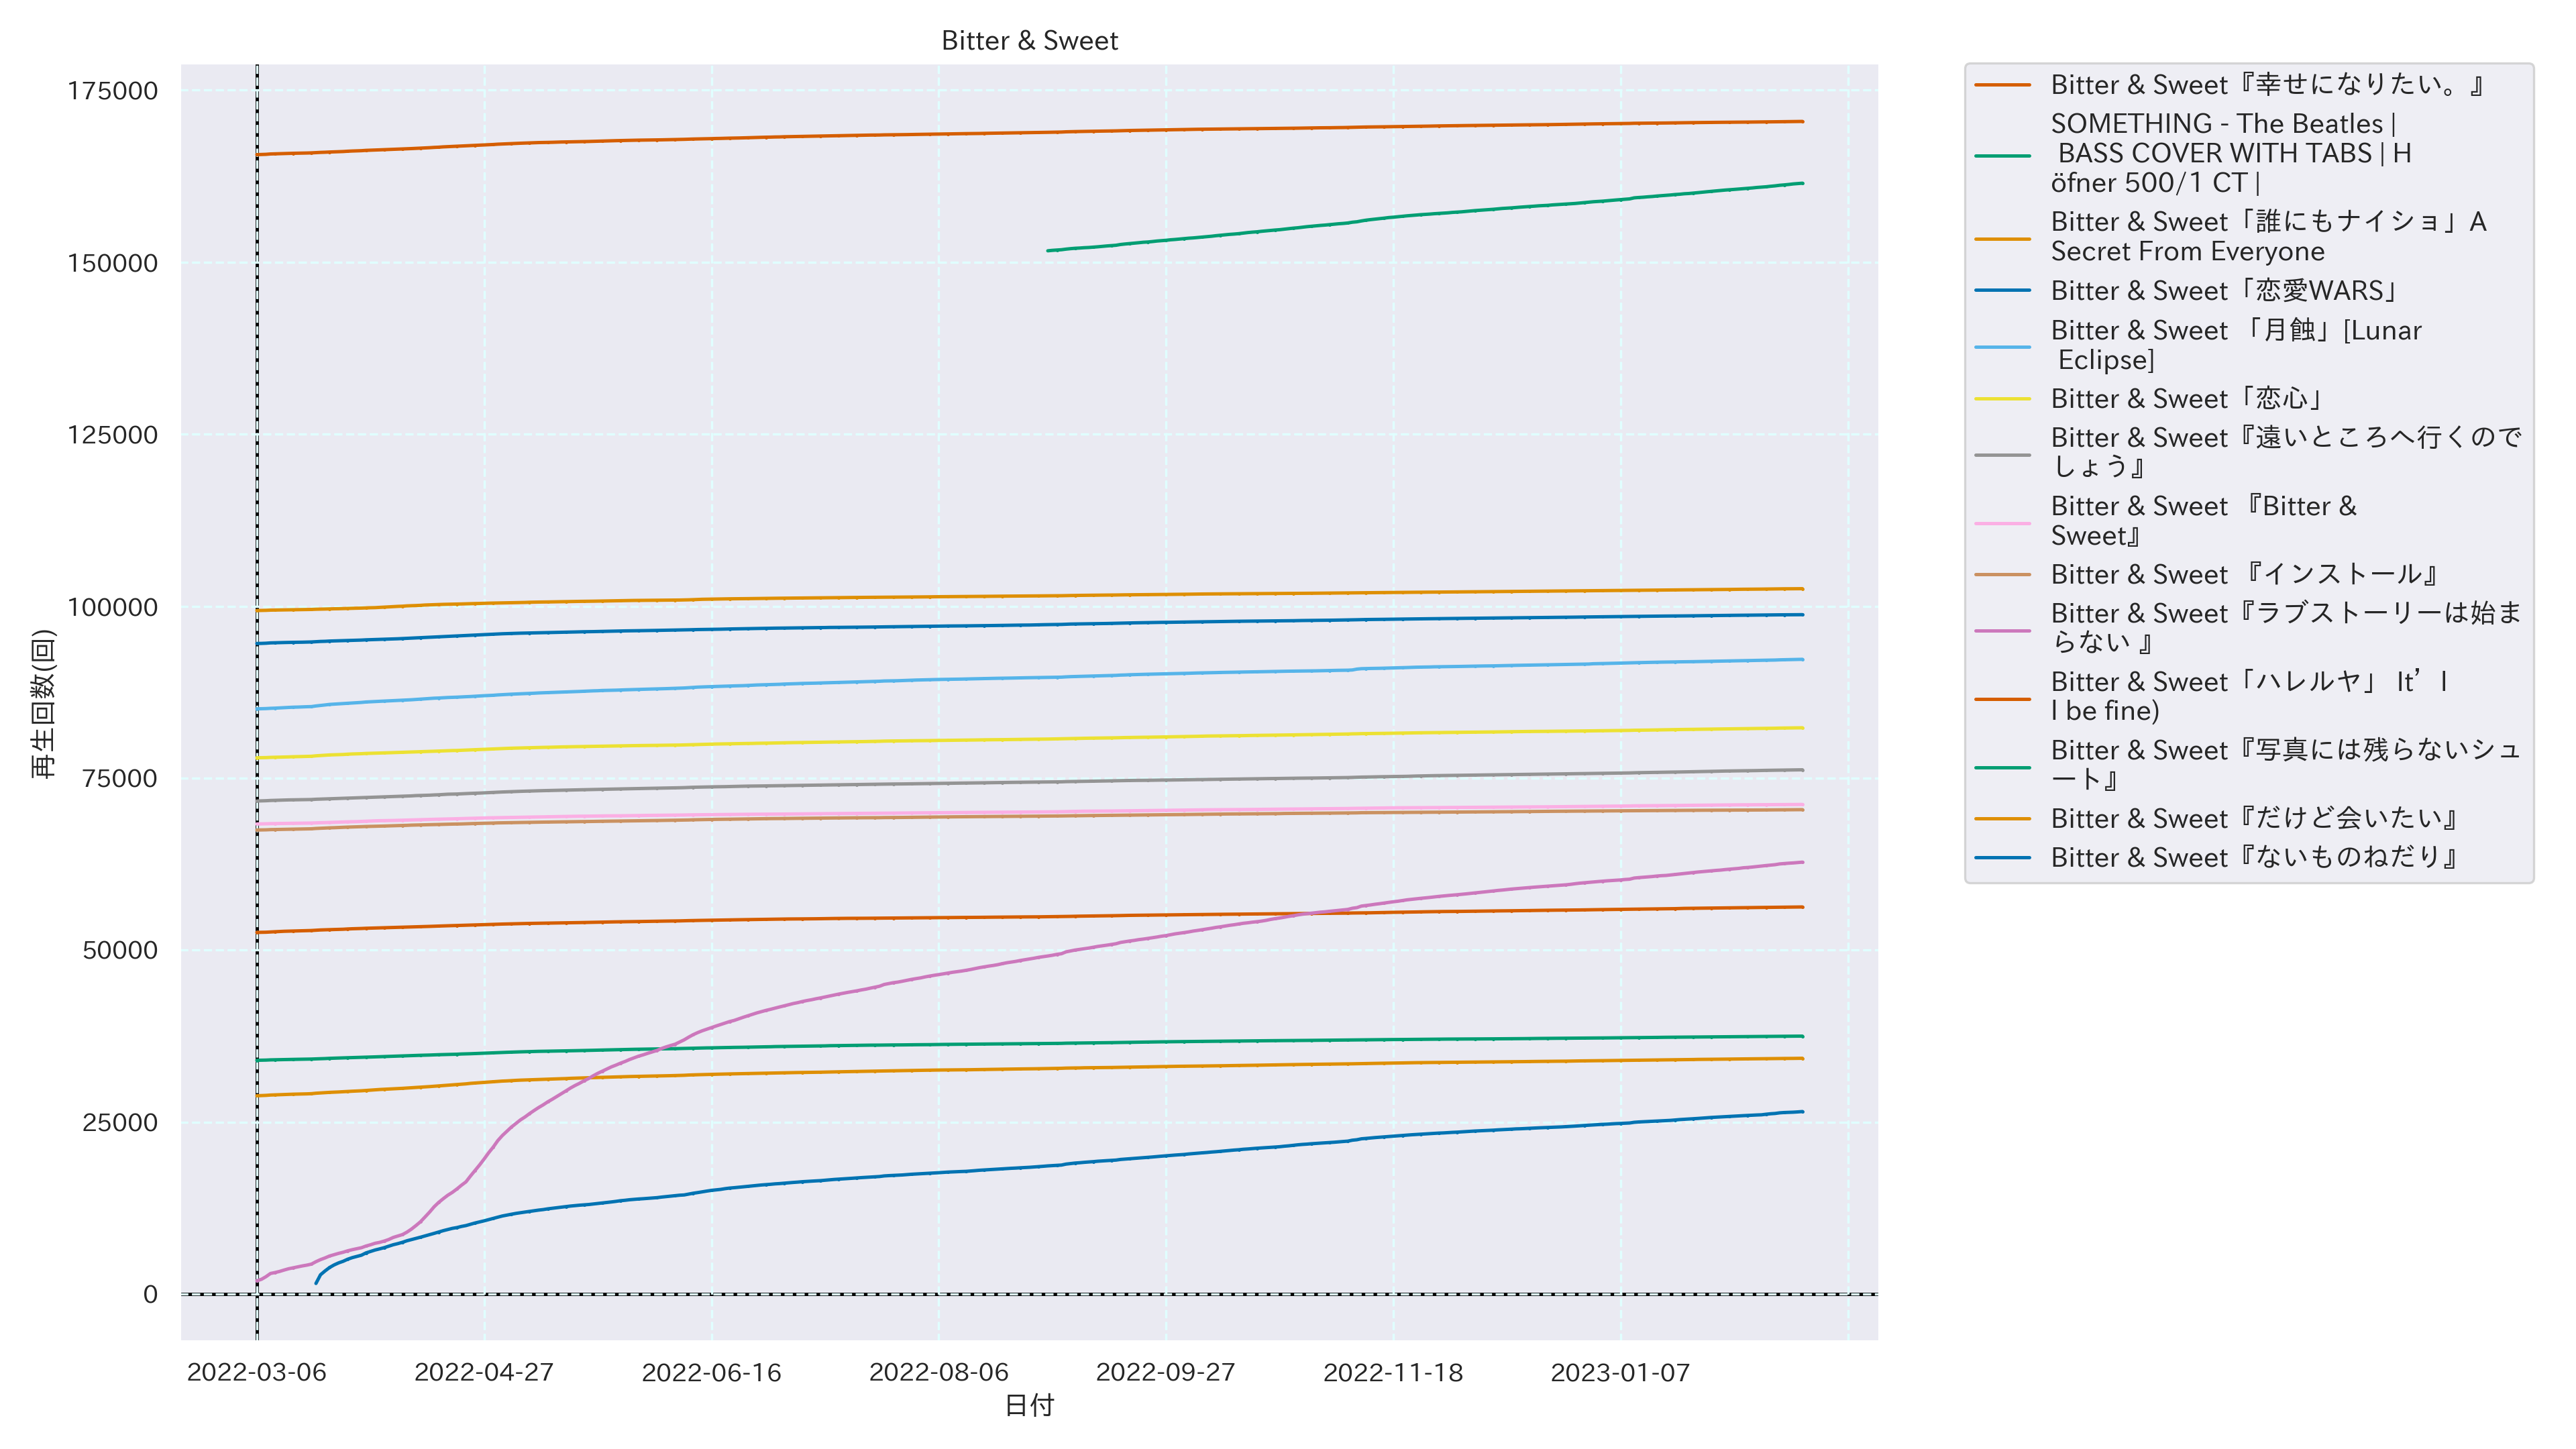 Bitter & Sweet
175000
150000
125000
100000
75000
50000
25000
0
再生回数(回)
2022-03-06
2022-04-27
2022-06-16
2022-08-06
2022-09-27
2022-11-18
2023-01-07
日付
Bitter & Sweet『幸せになりたい。』
SOMETHING - The Beatles |
BASS COVER WITH TABS | H
öfner 500/1 CT |
Bitter & Sweet「誰にもナイショ」A
Secret From Everyone
Bitter & Sweet「恋愛WARS」
Bitter & Sweet 「月蝕」[Lunar
Eclipse]
Bitter & Sweet「恋心」
Bitter & Sweet『遠いところへ行くので
しょう』
Bitter & Sweet 『Bitter &
Sweet』
Bitter & Sweet 『インストール』
Bitter & Sweet『ラブストーリーは始ま
らない 』
Bitter & Sweet「ハレルヤ」 It’l
l be fine)
Bitter & Sweet『写真には残らないシュ
ート』
Bitter & Sweet『だけど会いたい』
Bitter & Sweet『ないものねだり』